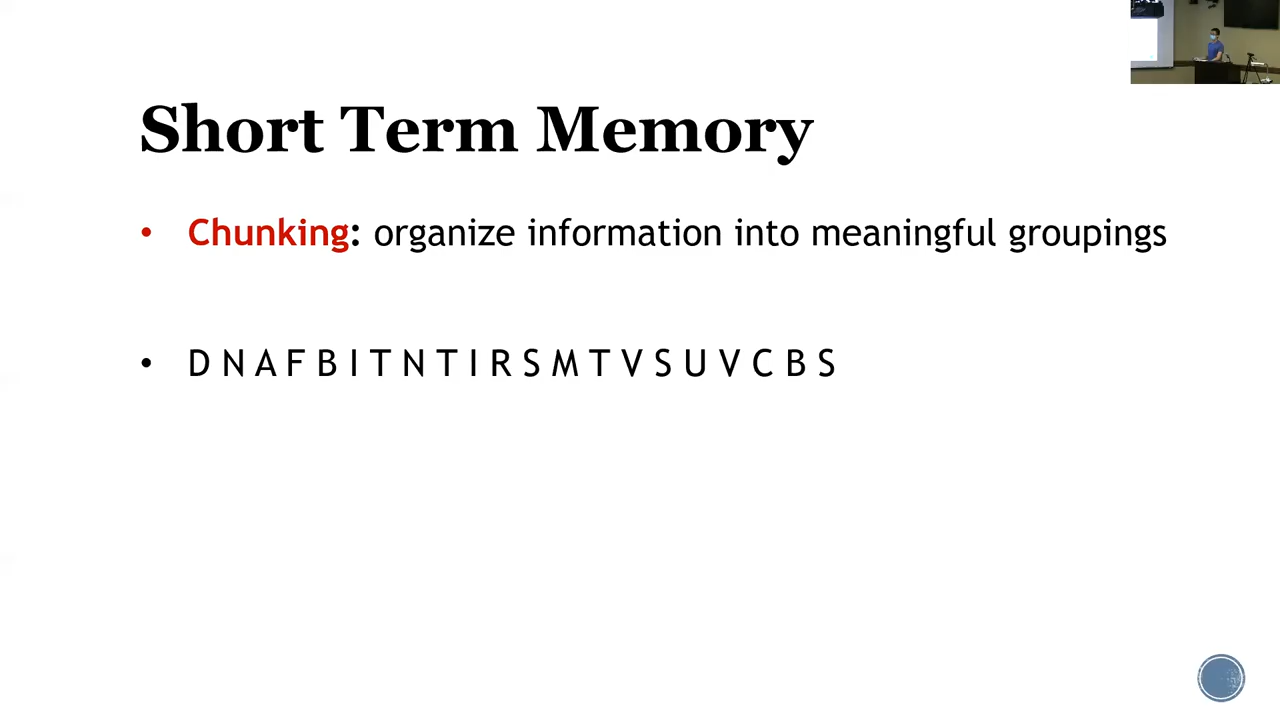 Short Term Memory
• Chunking: organize information into meaningful groupings
• D N A F B I T N T I R S M T V S U V C B S